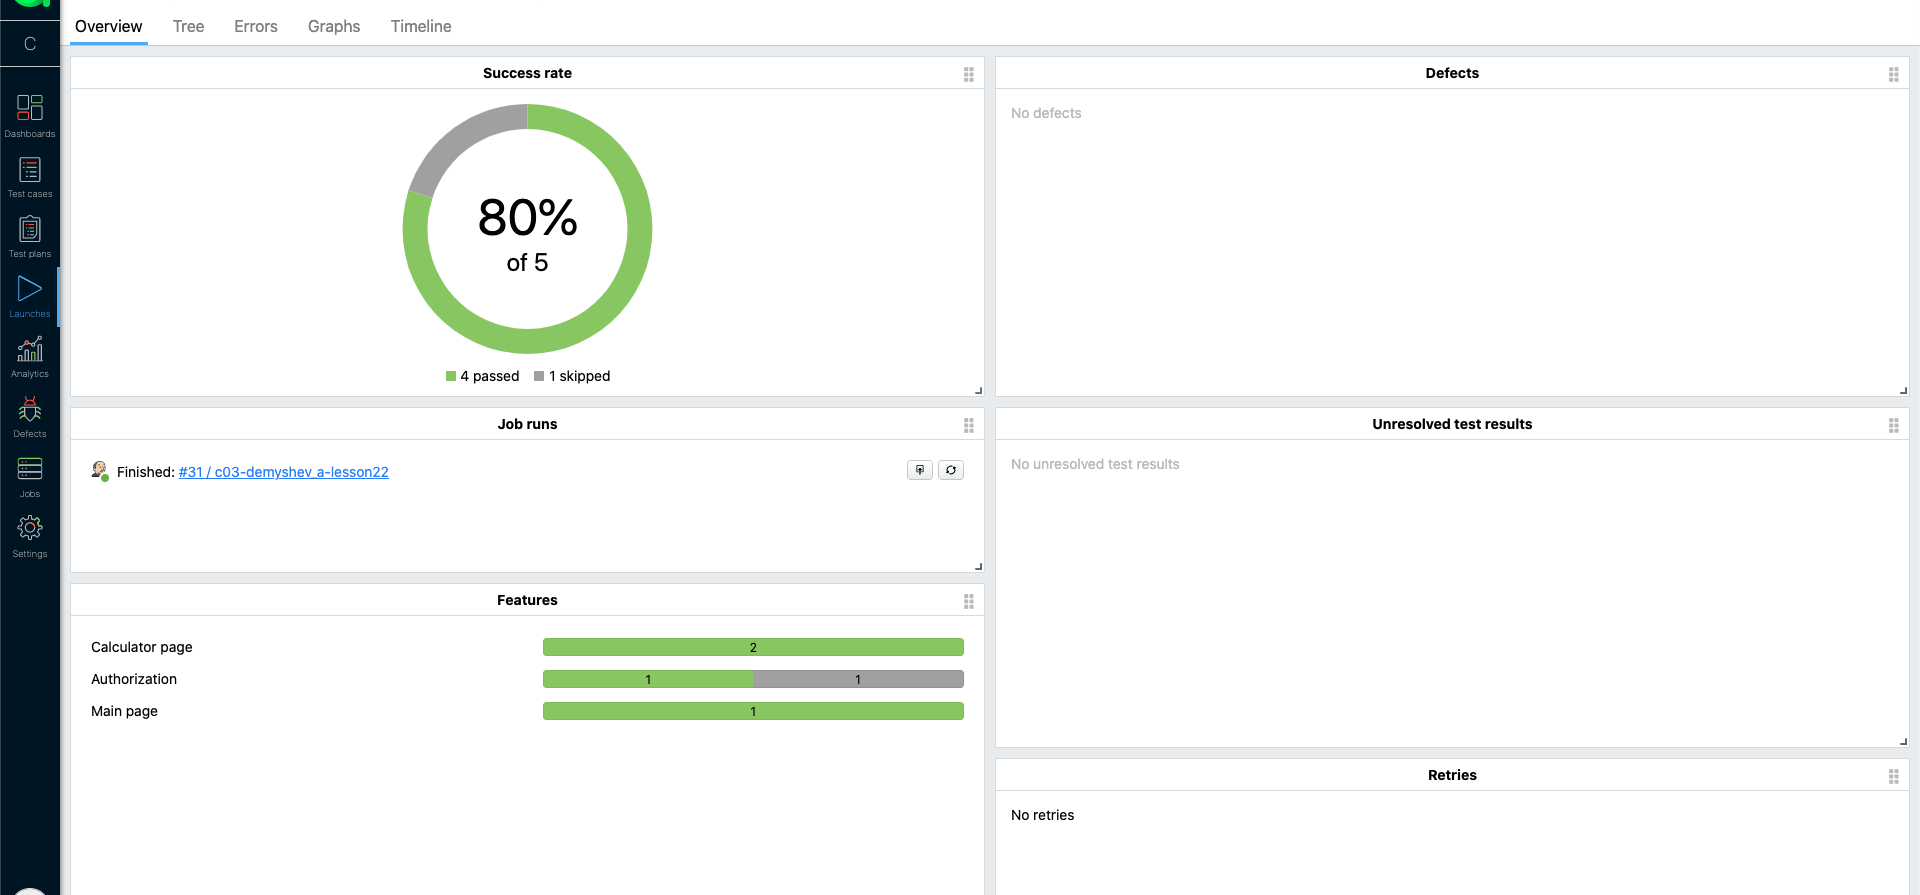 Overview
Tree
Errors
Graphs
Timeline
C
Dashboards
Test cases
Test plans
Launches
Analytics
Defects
Jobs
Settings
Success rate
80%
of 5
4 passed
1 skipped
Defects
No defects
Job runs
Finished: #31 / c03-demyshev_a-lesson22
Unresolved test results
No unresolved test results
Features
Calculator page 2
Authorization 1 1
Main page 1
Retries
No retries